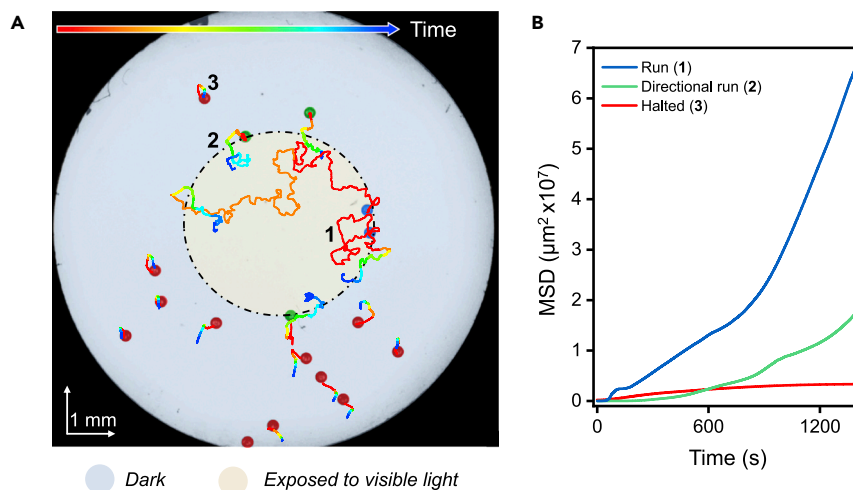 A
Time
3
2
1
1 mm
Dark
Exposed to visible light
B
MSD (µm² x10⁷)
7
6
5
4
3
2
1
0
Run (1)
Directional run (2)
Halted (3)
0
600
1200
Time (s)